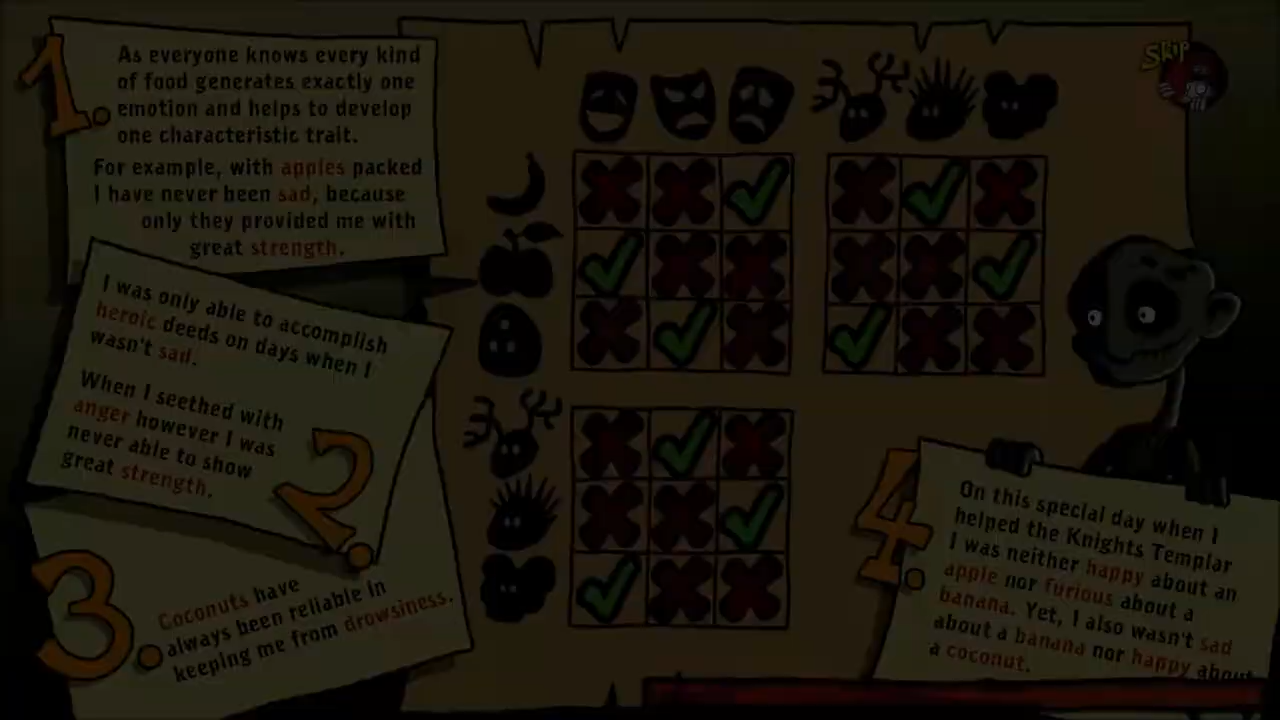 1.
As everyone knows every kind
of food generates exactly one
emotion and helps to develop
one characteristic trait.
For example, with apples packed
I have never been sad, because
only they provided me with
great strength.
I was only able to accomplish
heroic deeds on days when I
wasn't sad.
When I seethed with
anger however I was
never able to show
great strength.
2.
3.
Coconuts have
always been reliable in
keeping me from drowsiness.
Skip
4.
On this special day when I
helped the Knights Templar
I was neither happy about an
apple nor furious about a
banana. Yet, I also wasn't sad
about a banana nor happy about
a coconut.